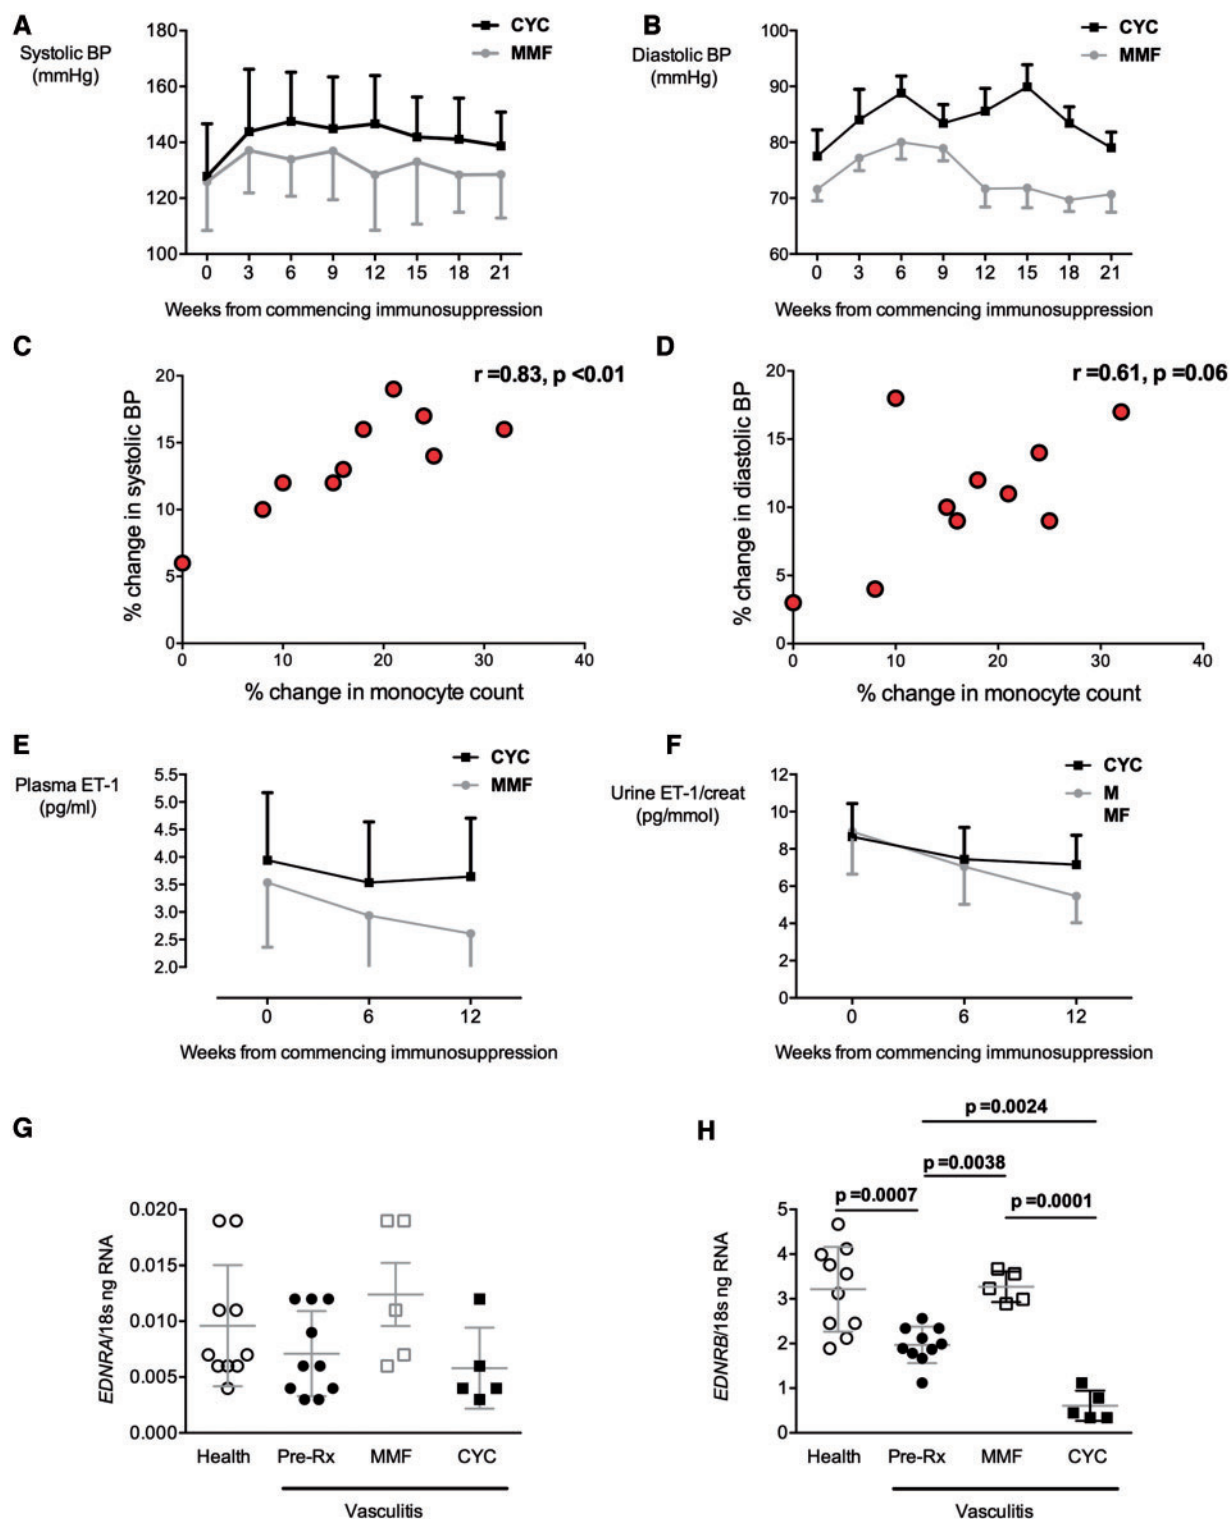 A
Systolic BP
(mmHg)
CYC
MMF
180
160
140
120
100
0 3 6 9 12 15 18 21
Weeks from commencing immunosuppression
B
Diastolic BP
(mmHg)
CYC
MMF
100
90
80
70
60
0 3 6 9 12 15 18 21
Weeks from commencing immunosuppression
C
r =0.83, p <0.01
% change in systolic BP
20
15
10
5
0
0 10 20 30 40
% change in monocyte count
D
r =0.61, p =0.06
% change in diastolic BP
20
15
10
5
0
0 10 20 30 40
% change in monocyte count
E
Plasma ET-1
(pg/ml)
CYC
MMF
5.5
5.0
4.5
4.0
3.5
3.0
2.5
2.0
0 6 12
Weeks from commencing immunosuppression
F
Urine ET-1/creat
(pg/mmol)
CYC
M
MF
12
10
8
6
4
2
0
0 6 12
Weeks from commencing immunosuppression
G
EDNRA/18s ng RNA
0.020
0.015
0.010
0.005
0.000
Health Pre-Rx MMF CYC
Vasculitis
H
p =0.0024
p =0.0038
p =0.0007
p =0.0001
EDNRB/18s ng RNA
5
4
3
2
1
0
Health Pre-Rx MMF CYC
Vasculitis